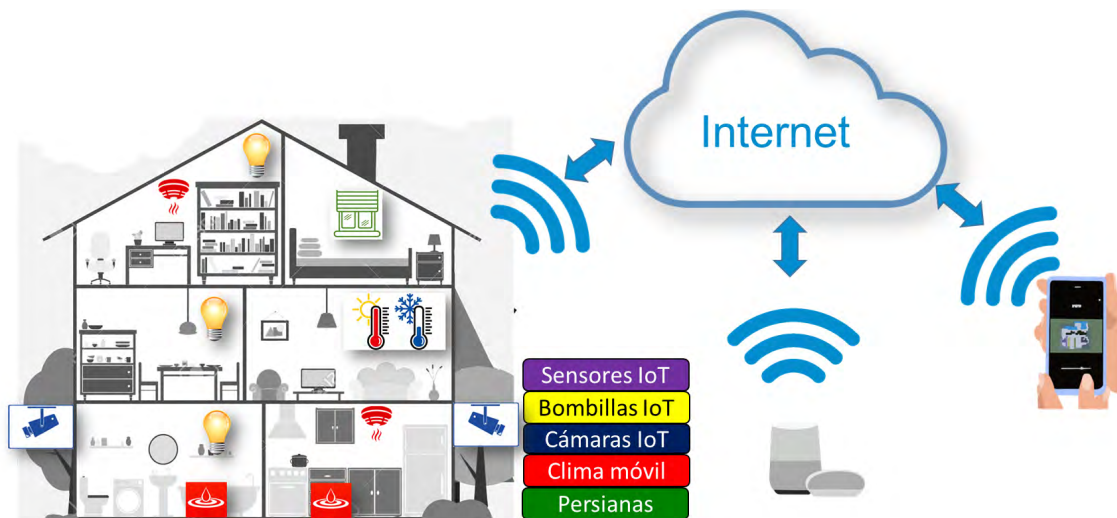 Internet
Sensores IoT
Bombillas IoT
Cámaras IoT
Clima móvil
Persianas